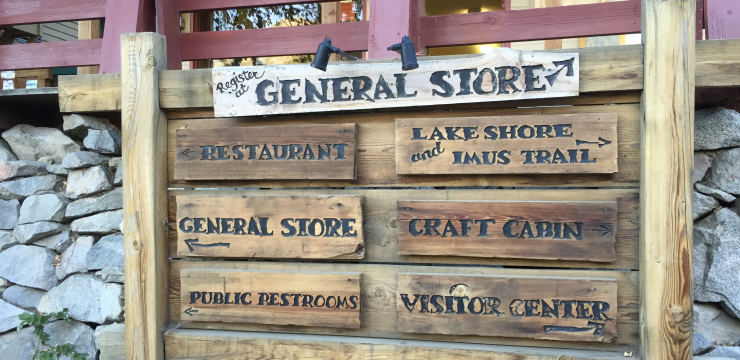 Register at GENERAL STORE
RESTAURANT
LAKE SHORE
and IMUS TRAIL
GENERAL STORE
CRAFT CABIN
PUBLIC RESTROOMS
VISITOR CENTER